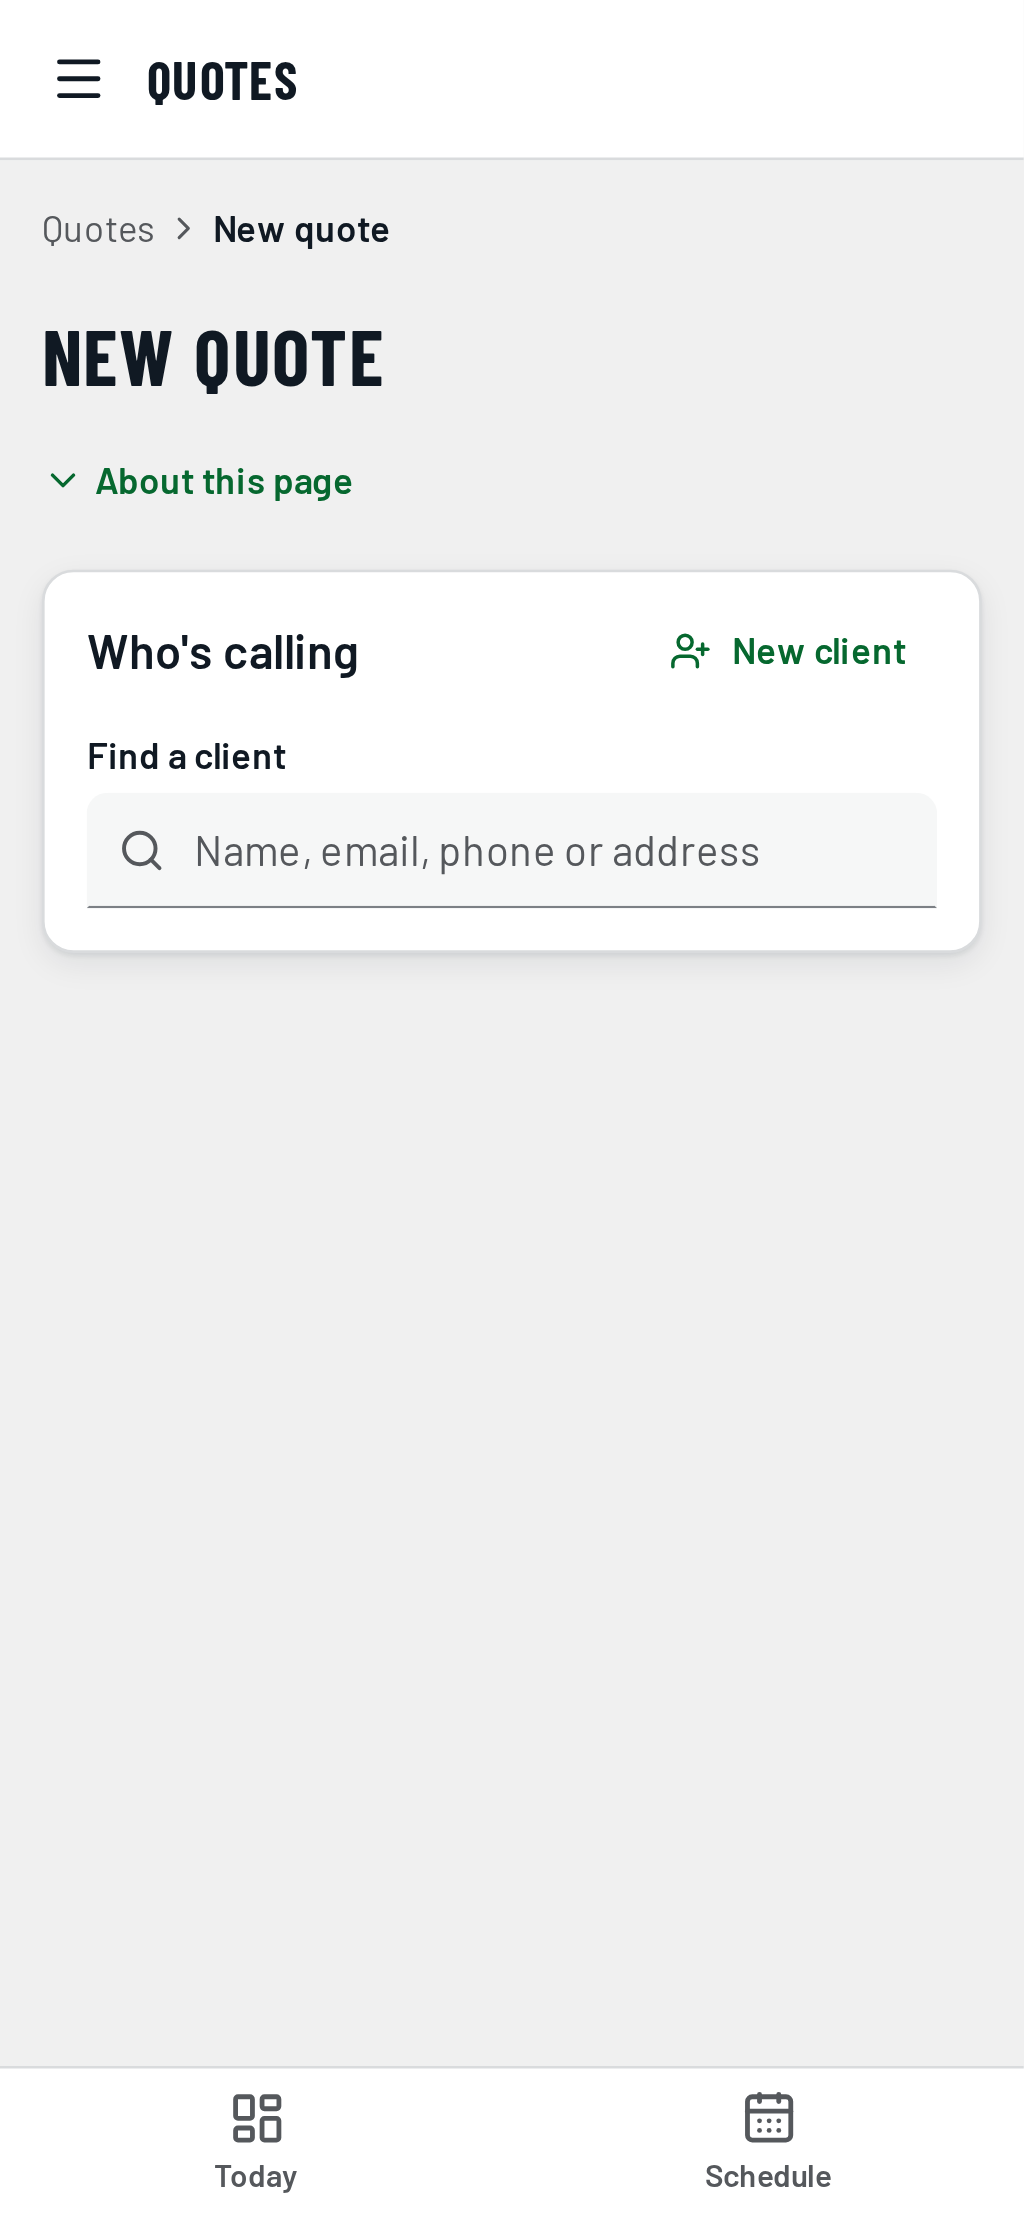 QUOTES
Quotes > New quote
NEW QUOTE
About this page
Who's calling
New client
Find a client
Name, email, phone or address
Today
Schedule